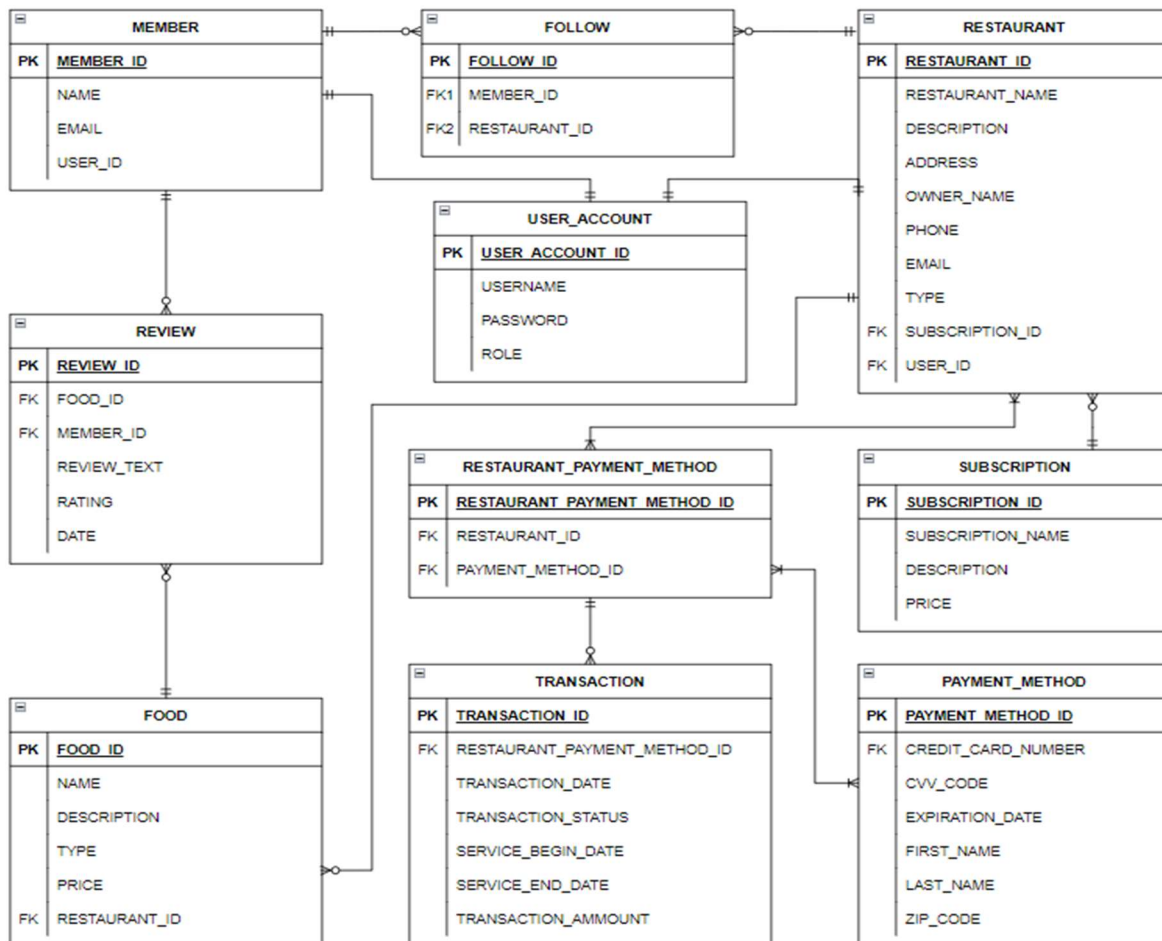 MEMBER
PK MEMBER_ID
NAME
EMAIL
USER_ID
FOLLOW
PK FOLLOW_ID
FK1 MEMBER_ID
FK2 RESTAURANT_ID
RESTAURANT
PK RESTAURANT_ID
RESTAURANT_NAME
DESCRIPTION
ADDRESS
OWNER_NAME
PHONE
EMAIL
TYPE
FK SUBSCRIPTION_ID
FK USER_ID
USER_ACCOUNT
PK USER_ACCOUNT_ID
USERNAME
PASSWORD
ROLE
REVIEW
PK REVIEW_ID
FK FOOD_ID
FK MEMBER_ID
REVIEW_TEXT
RATING
DATE
RESTAURANT_PAYMENT_METHOD
PK RESTAURANT_PAYMENT_METHOD_ID
FK RESTAURANT_ID
FK PAYMENT_METHOD_ID
SUBSCRIPTION
PK SUBSCRIPTION_ID
SUBSCRIPTION_NAME
DESCRIPTION
PRICE
FOOD
PK FOOD_ID
NAME
DESCRIPTION
TYPE
PRICE
FK RESTAURANT_ID
TRANSACTION
PK TRANSACTION_ID
FK RESTAURANT_PAYMENT_METHOD_ID
TRANSACTION_DATE
TRANSACTION_STATUS
SERVICE_BEGIN_DATE
SERVICE_END_DATE
TRANSACTION_AMMOUNT
PAYMENT_METHOD
PK PAYMENT_METHOD_ID
FK CREDIT_CARD_NUMBER
CVV_CODE
EXPIRATION_DATE
FIRST_NAME
LAST_NAME
ZIP_CODE